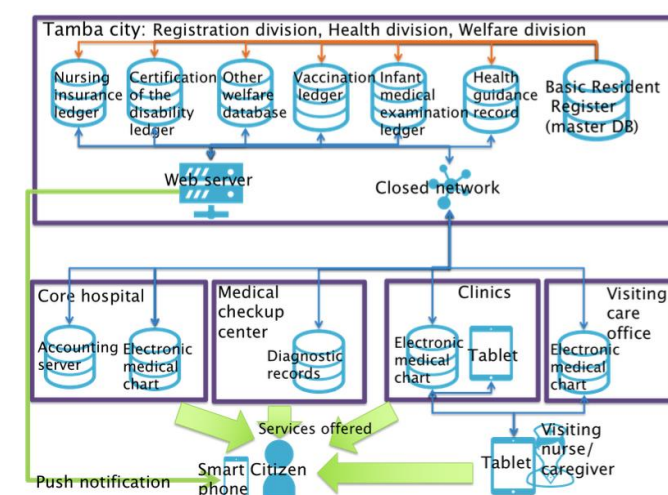 Tamba city: Registration division, Health division, Welfare division
Nursing
insurance
ledger
Certification
of the
disability
ledger
Other
welfare
database
Vaccination
ledger
Infant
medical
examination
ledger
Health
guidance
record
Basic Resident
Register
(master DB)
Web server
Closed network
Core hospital
Accounting
server
Electronic
medical
chart
Medical
checkup
center
Diagnostic
records
Clinics
Electronic
medical
chart
Tablet
Visiting
care
office
Electronic
medical
chart
Services offered
Visiting
nurse/
caregiver
Tablet
Smart
phone
Citizen
Push notification